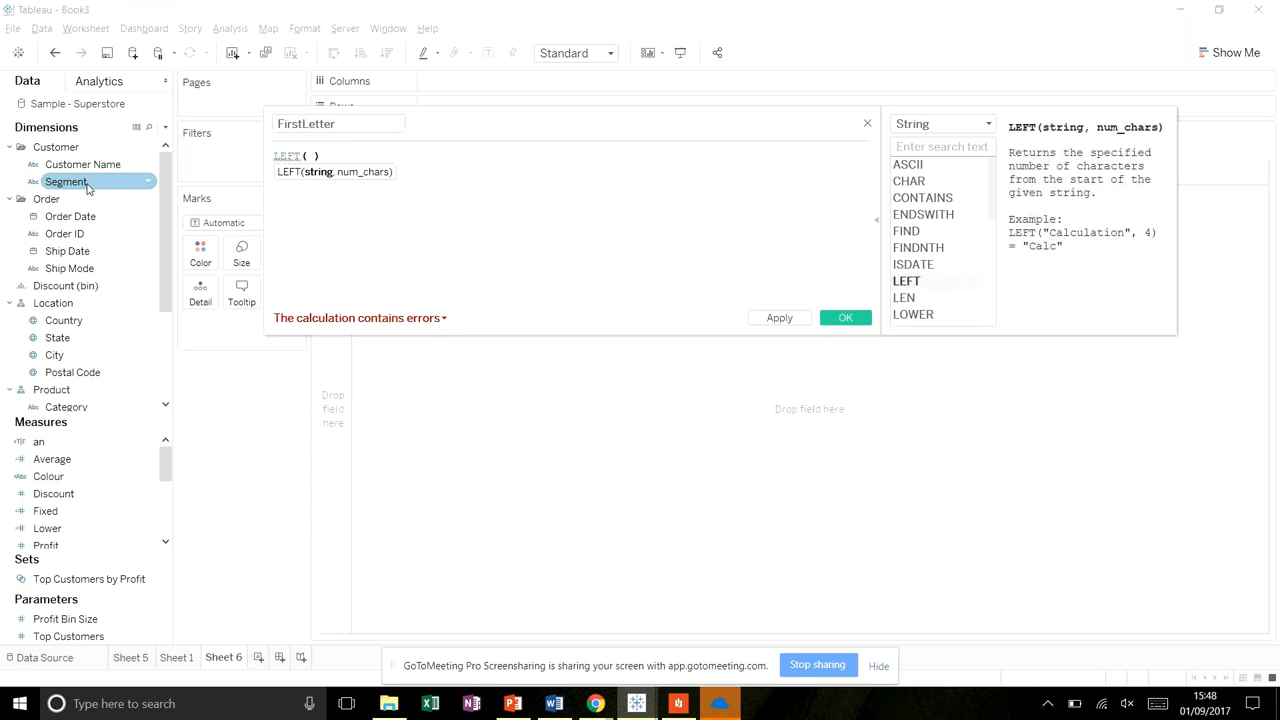 Tableau - Book3
File Data Worksheet Dashboard Story Analysis Map Format Server Window Help
Standard
Show Me
Data Analytics
Sample - Superstore
Dimensions
Customer
Abc Customer Name
Abc Segment
Order
Order Date
Abc Order ID
Ship Date
Abc Ship Mode
Discount (bin)
Location
Country
State
City
Postal Code
Product
Abc Category
Measures
an
Average
Colour
Discount
Fixed
Lower
Profit
Sets
Top Customers by Profit
Parameters
Profit Bin Size
Top Customers
Pages
Filters
Marks
Automatic
Color
Size
Detail
Tooltip
Columns
Rows
FirstLetter
LEFT( )
LEFT(string, num_chars)
The calculation contains errors
Apply
OK
String
Enter search text
ASCII
CHAR
CONTAINS
ENDSWITH
FIND
FINDNTH
ISDATE
LEFT
LEN
LOWER
LEFT(string, num_chars)
Returns the specified
number of characters
from the start of the
given string.
Example:
LEFT("Calculation", 4)
= "Calc"
Drop
field
here
Drop field here
Data Source Sheet 5 Sheet 1 Sheet 6
GoToMeeting Pro Screensharing is sharing your screen with app.gotomeeting.com.
Stop sharing
Hide
Type here to search
15:48
01/09/2017